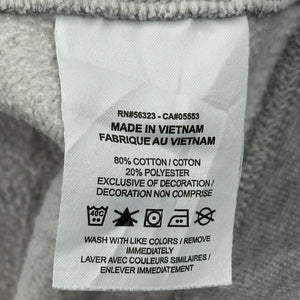 RN#56323 - CA#05553
MADE IN VIETNAM
FABRIQUE AU VIETNAM
80% COTTON / COTON
20% POLYESTER
EXCLUSIVE OF DECORATION /
DECORATION NON COMPRISE
40C
WASH WITH LIKE COLORS / REMOVE
IMMEDIATELY
LAVER AVEC COULEURS SIMILAIRES /
ENLEVER IMMEDIATEMENT